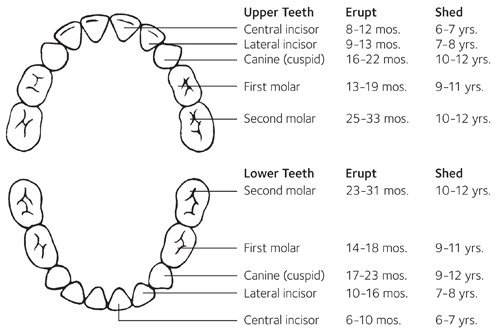 Upper Teeth Erupt Shed
Central incisor 8–12 mos. 6–7 yrs.
Lateral incisor 9–13 mos. 7–8 yrs.
Canine (cuspid) 16–22 mos. 10–12 yrs.
First molar 13–19 mos. 9–11 yrs.
Second molar 25–33 mos. 10–12 yrs.
Lower Teeth Erupt Shed
Second molar 23–31 mos. 10–12 yrs.
First molar 14–18 mos. 9–11 yrs.
Canine (cuspid) 17–23 mos. 9–12 yrs.
Lateral incisor 10–16 mos. 7–8 yrs.
Central incisor 6–10 mos. 6–7 yrs.